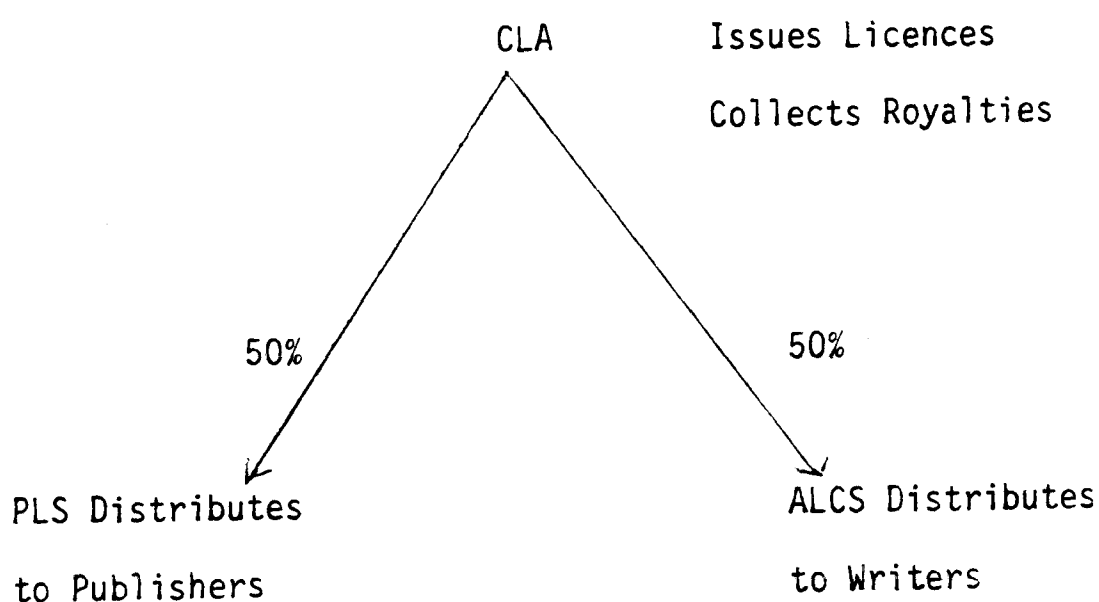 CLA
Issues Licences
Collects Royalties
50%
50%
PLS Distributes
to Publishers
ALCS Distributes
to Writers